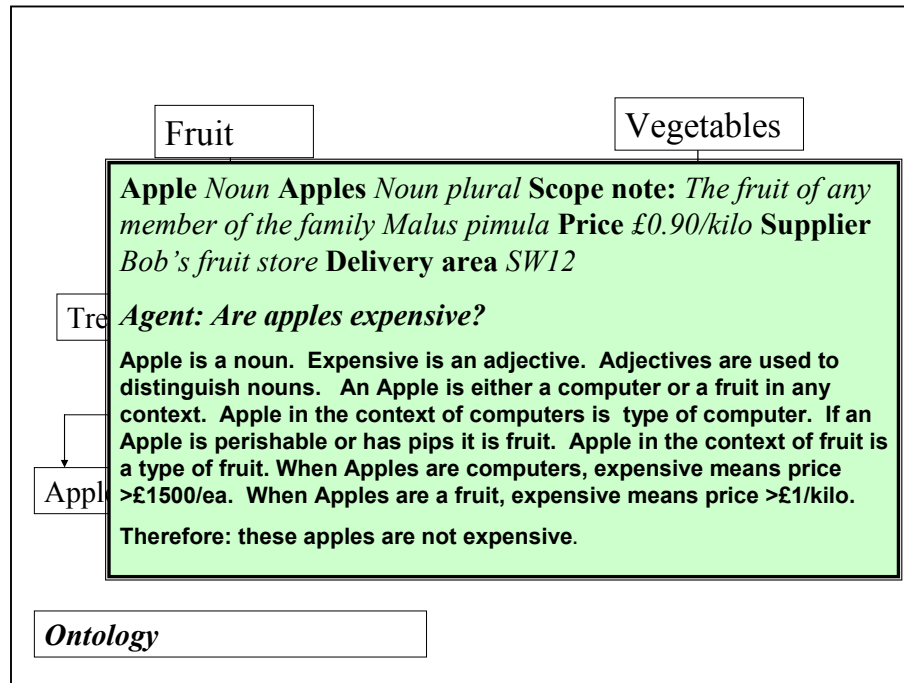 Fruit
Vegetables
Apple Noun Apples Noun plural Scope note: The fruit of any
member of the family Malus pimula Price £0.90/kilo Supplier
Bob’s fruit store Delivery area SW12
Tre
Agent: Are apples expensive?
Apple is a noun. Expensive is an adjective. Adjectives are used to
distinguish nouns. An Apple is either a computer or a fruit in any
context. Apple in the context of computers is type of computer. If an
Apple is perishable or has pips it is fruit. Apple in the context of fruit is
a type of fruit. When Apples are computers, expensive means price
>£1500/ea. When Apples are a fruit, expensive means price >£1/kilo.
Appl
Therefore: these apples are not expensive.
Ontology